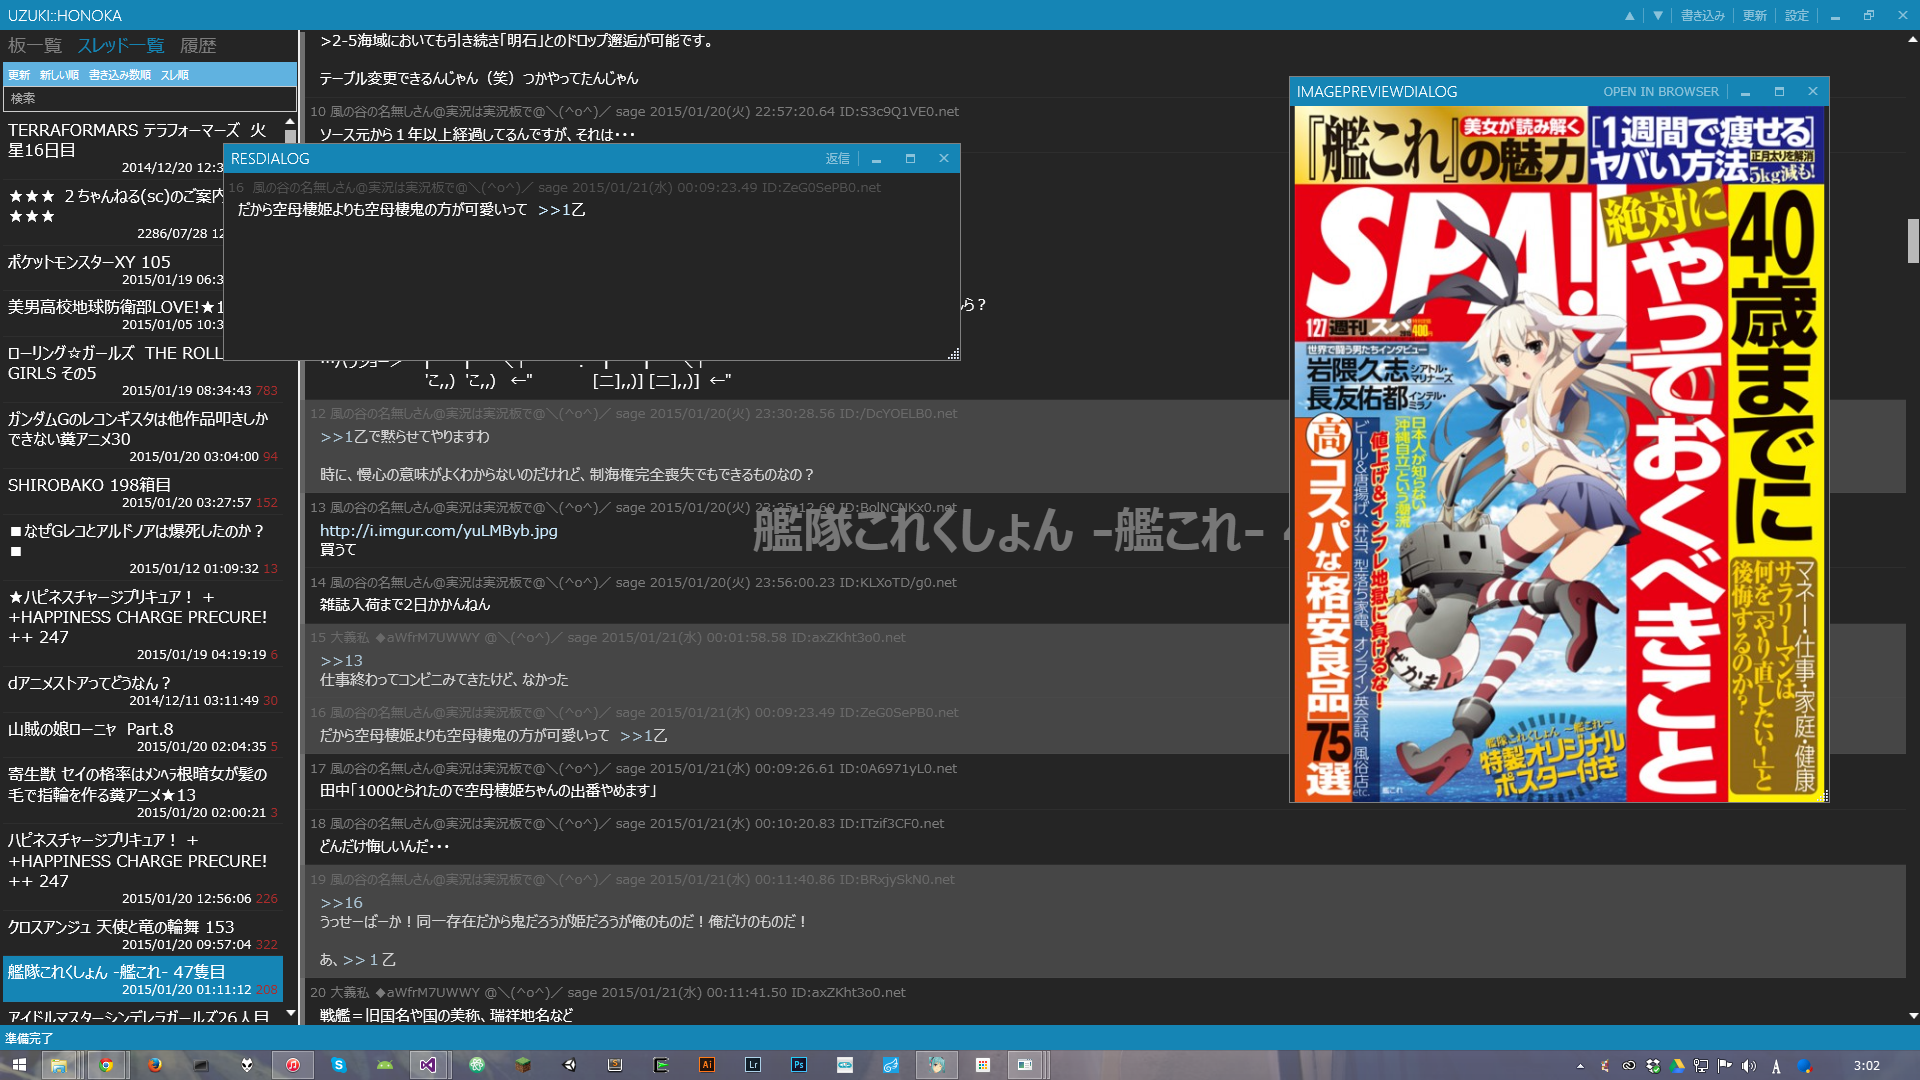 UZUKI::HONOKA
書き込み 更新 設定
板一覧 スレッド一覧 履歴
更新 新しい順 書き込み数順 スレ順
検索
TERRAFORMARS テラフォーマーズ 火
星16日目
2014/12/20 12:3
★★★ ２ちゃんねる(sc)のご案内
★★★
2286/07/28 12
ポケットモンスターXY 105
2015/01/19 06:3
美男高校地球防衛部LOVE!★1
2015/01/05 10:3
ローリング☆ガールズ THE ROLL
GIRLS その5
2015/01/19 08:34:43 783
ガンダムGのレコンギスタは他作品叩きしか
できない糞アニメ30
2015/01/20 03:04:00 94
SHIROBAKO 198箱目
2015/01/20 03:27:57 152
■なぜGレコとアルドノアは爆死したのか？
■
2015/01/12 01:09:32 13
★ハピネスチャージプリキュア！ +
+HAPPINESS CHARGE PRECURE!
++ 247
2015/01/19 04:19:19 6
dアニメストアってどうなん？
2014/12/11 03:11:49 30
山賊の娘ローニャ Part.8
2015/01/20 02:04:35 5
寄生獣 セイの格率はﾒﾝﾍﾗ根暗女が髪の
毛で指輪を作る糞アニメ★13
2015/01/20 02:00:21 3
ハピネスチャージプリキュア！ +
+HAPPINESS CHARGE PRECURE!
++ 247
2015/01/20 12:56:06 226
クロスアンジュ 天使と竜の輪舞 153
2015/01/20 09:57:04 322
艦隊これくしょん -艦これ- 47隻目
2015/01/20 01:11:12 208
アイドルマスターシンデレラガールズ26人目
準備完了
>2-5海域においても引き続き「明石」とのドロップ邂逅が可能です。
テーブル変更できるんじゃん（笑）つかやってたんじゃん
10 風の谷の名無しさん@実況は実況板で@＼(^o^)／ sage 2015/01/20(火) 22:57:20.64 ID:S3c9Q1VE0.net
ソース元から１年以上経過してるんですが、それは・・・
RESDIALOG 返信
16 風の谷の名無しさん@実況は実況板で@＼(^o^)／ sage 2015/01/21(水) 00:09:23.49 ID:ZeG0SePB0.net
だから空母棲姫よりも空母棲鬼の方が可愛いって >>1乙
ら？
'こ,,) 'こ,,) ←" [二],,)] [二],,)] ←"
12 風の谷の名無しさん@実況は実況板で@＼(^o^)／ sage 2015/01/20(火) 23:30:28.56 ID:/DcYOELB0.net
>>1乙で黙らせてやりますわ
時に、慢心の意味がよくわからないのだけれど、制海権完全喪失でもできるものなの？
13 風の谷の名無しさん@実況は実況板で@＼(^o^)／ sage 2015/01/20(火) 23:35:12.69 ID:BolNCNKx0.net
http://i.imgur.com/yuLMByb.jpg
買うて
艦隊これくしょん -艦これ- 4
14 風の谷の名無しさん@実況は実況板で@＼(^o^)／ sage 2015/01/20(火) 23:56:00.23 ID:KLXoTD/g0.net
雑誌入荷まで2日かかんねん
15 大義私 ◆aWfrM7UWWY @＼(^o^)／ sage 2015/01/21(水) 00:01:58.58 ID:axZKht3o0.net
>>13
仕事終わってコンビニみてきたけど、なかった
16 風の谷の名無しさん@実況は実況板で@＼(^o^)／ sage 2015/01/21(水) 00:09:23.49 ID:ZeG0SePB0.net
だから空母棲姫よりも空母棲鬼の方が可愛いって >>1乙
17 風の谷の名無しさん@実況は実況板で@＼(^o^)／ sage 2015/01/21(水) 00:09:26.61 ID:0A6971yL0.net
田中「1000とられたので空母棲姫ちゃんの出番やめます」
18 風の谷の名無しさん@実況は実況板で@＼(^o^)／ sage 2015/01/21(水) 00:10:20.83 ID:ITzif3CF0.net
どんだけ悔しいんだ・・・
19 風の谷の名無しさん@実況は実況板で@＼(^o^)／ sage 2015/01/21(水) 00:11:40.86 ID:BRxjySkN0.net
>>16
うっせーばーか！同一存在だから鬼だろうが姫だろうが俺のものだ！俺だけのものだ！
あ、>>１乙
20 大義私 ◆aWfrM7UWWY @＼(^o^)／ sage 2015/01/21(水) 00:11:41.50 ID:axZKht3o0.net
戦艦＝旧国名や国の美称、瑞祥地名など
IMAGEPREVIEWDIALOG OPEN IN BROWSER
『艦これ』の魅力
美女が読み解く
[1週間で痩せる]
ヤバい方法
正月太りを解消
5kg減も!
SPA!
1/27 週刊スパ 400円
絶対に
やっておくべきこと
40歳までに
世界で闘う男たちインタビュー
岩隈久志 シアトル・マリナーズ
長友佑都 インテル・ミラノ
日本人が知らない
[沖縄自立]という潮流
値上げ&インフレ地獄に負けるな!
ビール&唐揚げ、弁当、型落ち家電、オンライン英会話、風俗店etc.
高コスパな「格安良品」75選
ぜかまし
艦隊これくしょん ～艦これ～
特製オリジナル
ポスター付き
艦これ
マネー・仕事・家庭・健康
サラリーマンは
何を「やり直したい!」と
後悔するのか?
Ai
Lr
Ps
A
3:02